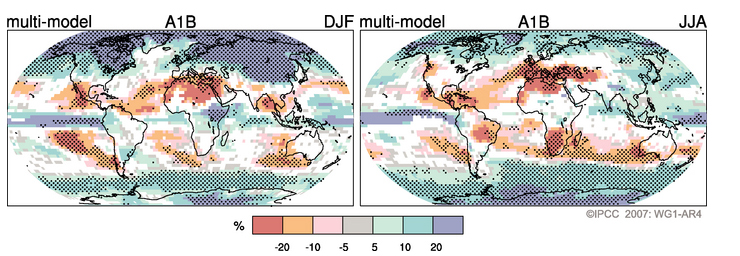 multi-model A1B DJF
multi-model A1B JJA
©IPCC 2007: WG1-AR4
%
-20 -10 -5 5 10 20